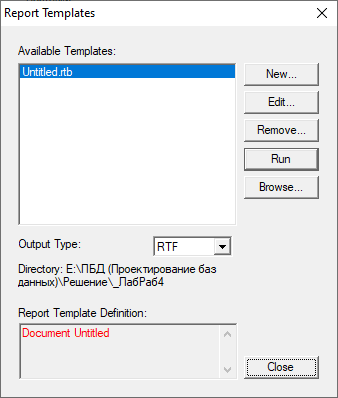 Report Templates
Available Templates:
Untitled.rtb
New...
Edit...
Remove...
Run
Browse...
Output Type:
RTF
Directory: E:\ПБД (Проектирование баз
данных)\Решение\_ЛабРаб4
Report Template Definition:
Document Untitled
Close